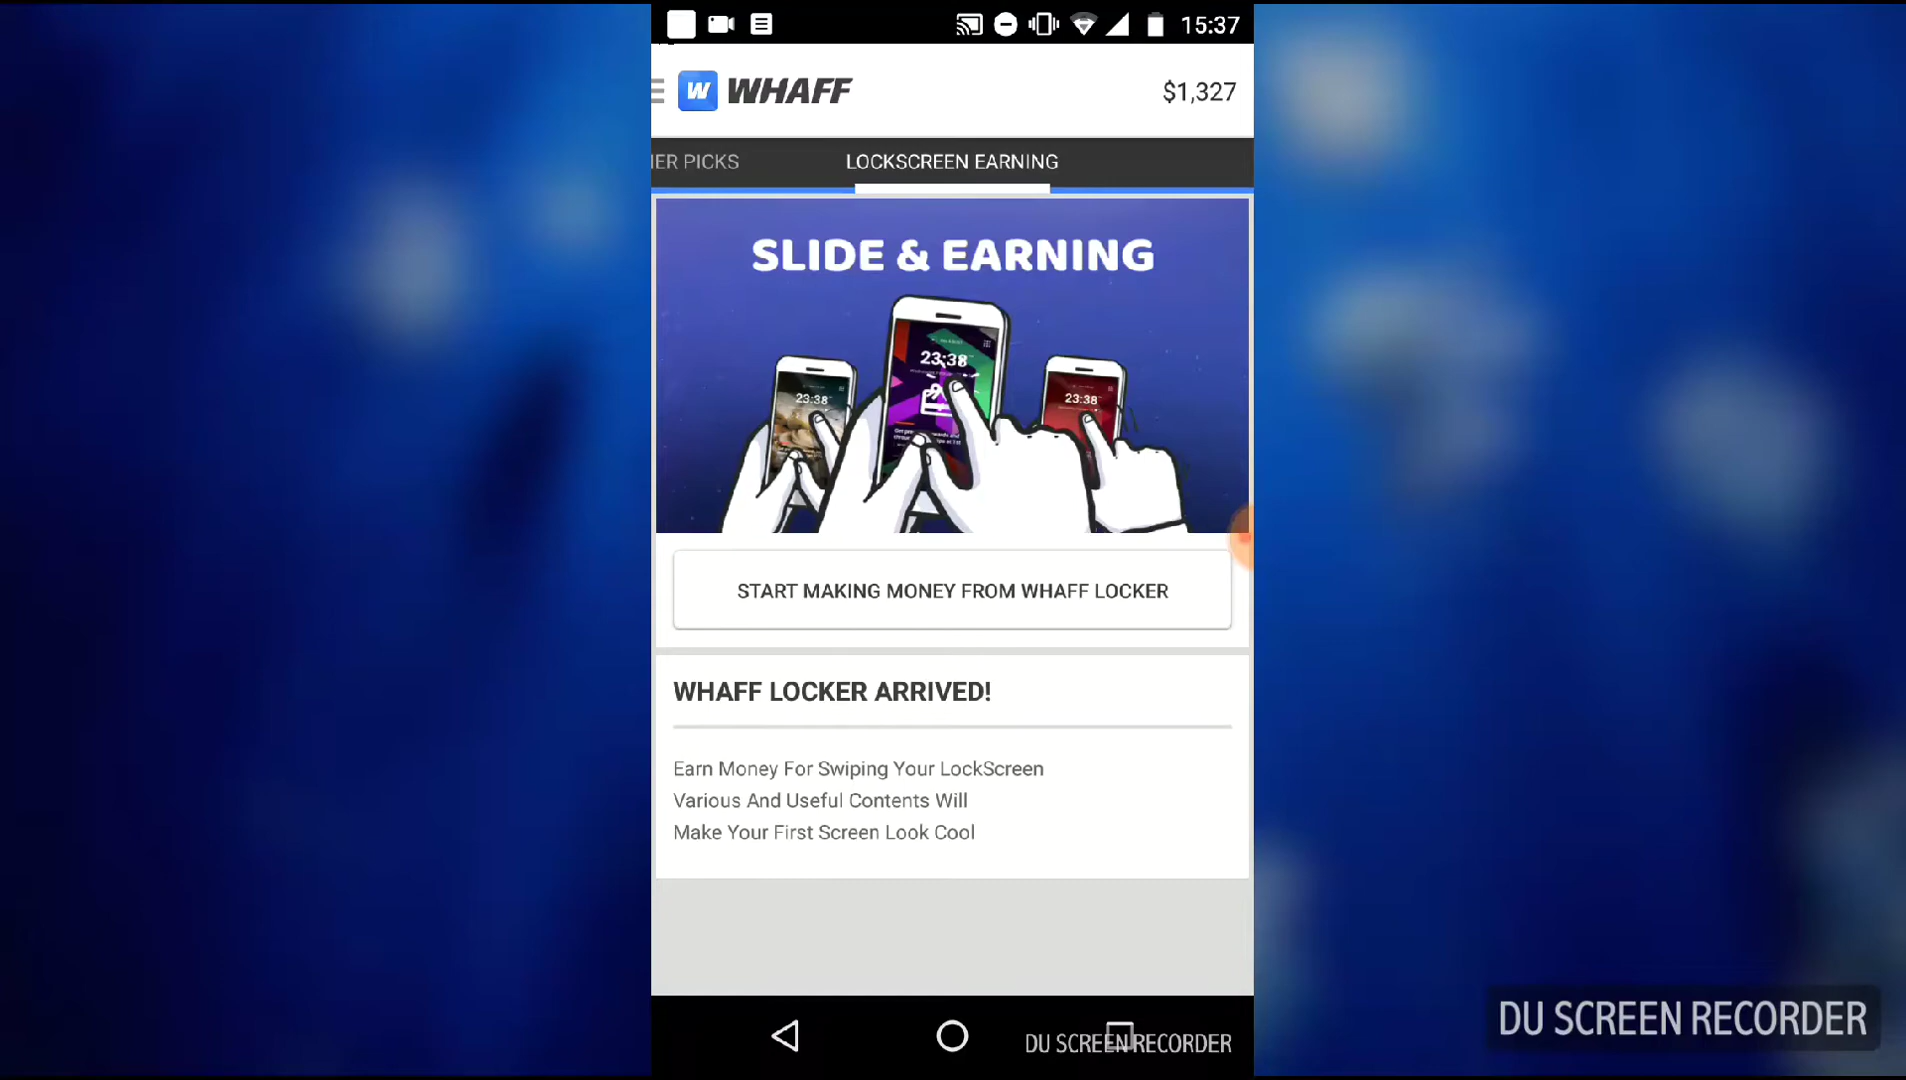 15:37
W WHAFF
$1,327
IER PICKS
LOCKSCREEN EARNING
SLIDE & EARNING
23:38
23:38
23:38
START MAKING MONEY FROM WHAFF LOCKER
WHAFF LOCKER ARRIVED!
Earn Money For Swiping Your LockScreen
Various And Useful Contents Will
Make Your First Screen Look Cool
DU SCREEN RECORDER
DU SCREEN RECORDER